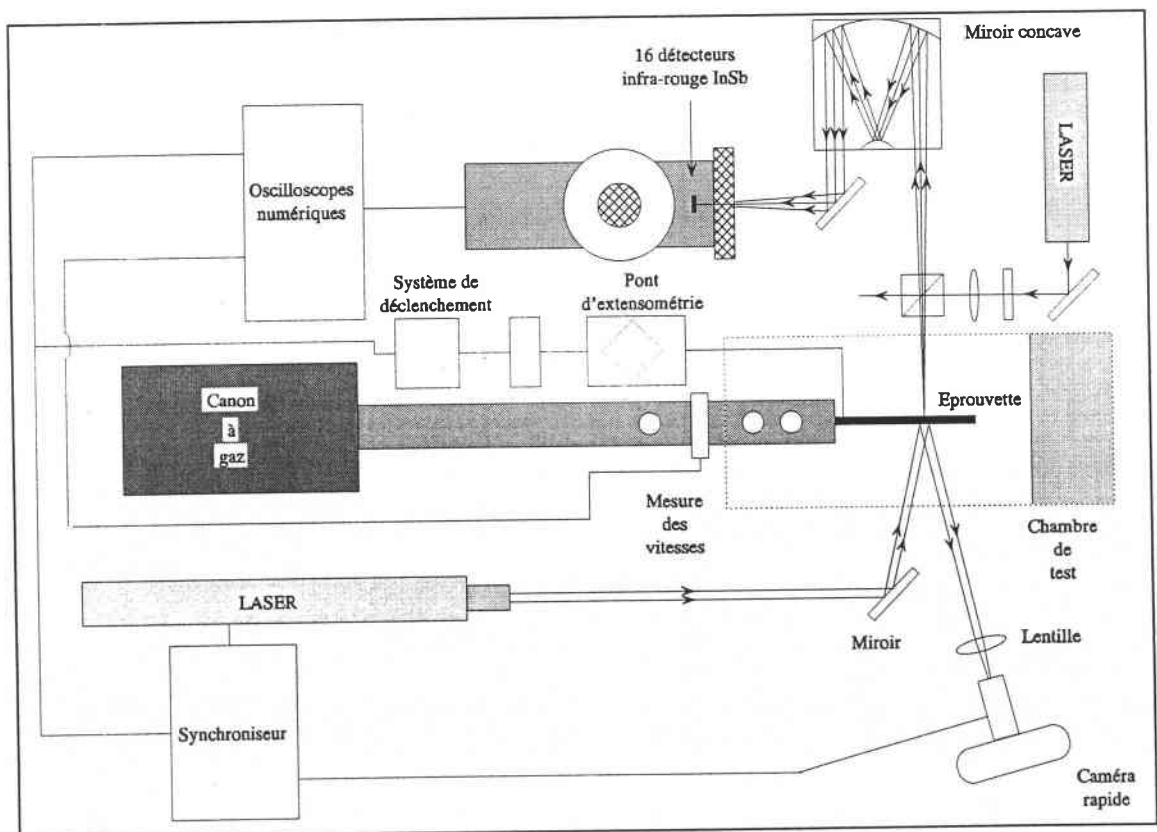 Miroir concave
16 détecteurs
infra-rouge InSb
LASER
Oscilloscopes
numériques
Système de
déclenchement
Pont
d'extensométrie
Eprouvette
Canon
à
gaz
Mesure
des
vitesses
Chambre
de
test
LASER
Miroir
Lentille
Synchroniseur
Caméra
rapide